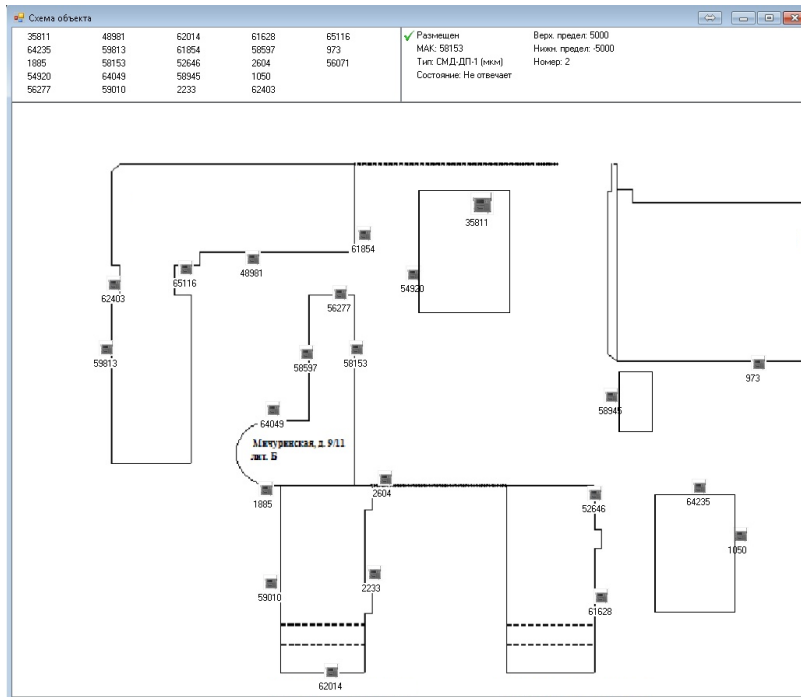 Схема объекта
35811 48981 62014 61628 65116
64235 59813 61854 58597 973
1885 58153 52646 2604 56071
54920 64049 58945 1050
56277 59010 2233 62403
Размещен Верх. предел: 5000
МАК: 58153 Нижн. предел: -5000
Тип: СМД-ДП-1 (мкм) Номер: 2
Состояние: Не отвечает
35811
61854
48981
65116
54920
62403
56277
59813
58597
58153
973
58945
64049
Мичуринская, д. 9/11
лит. Б
1885
2604
52646
64235
1050
59010
2233
61628
62014